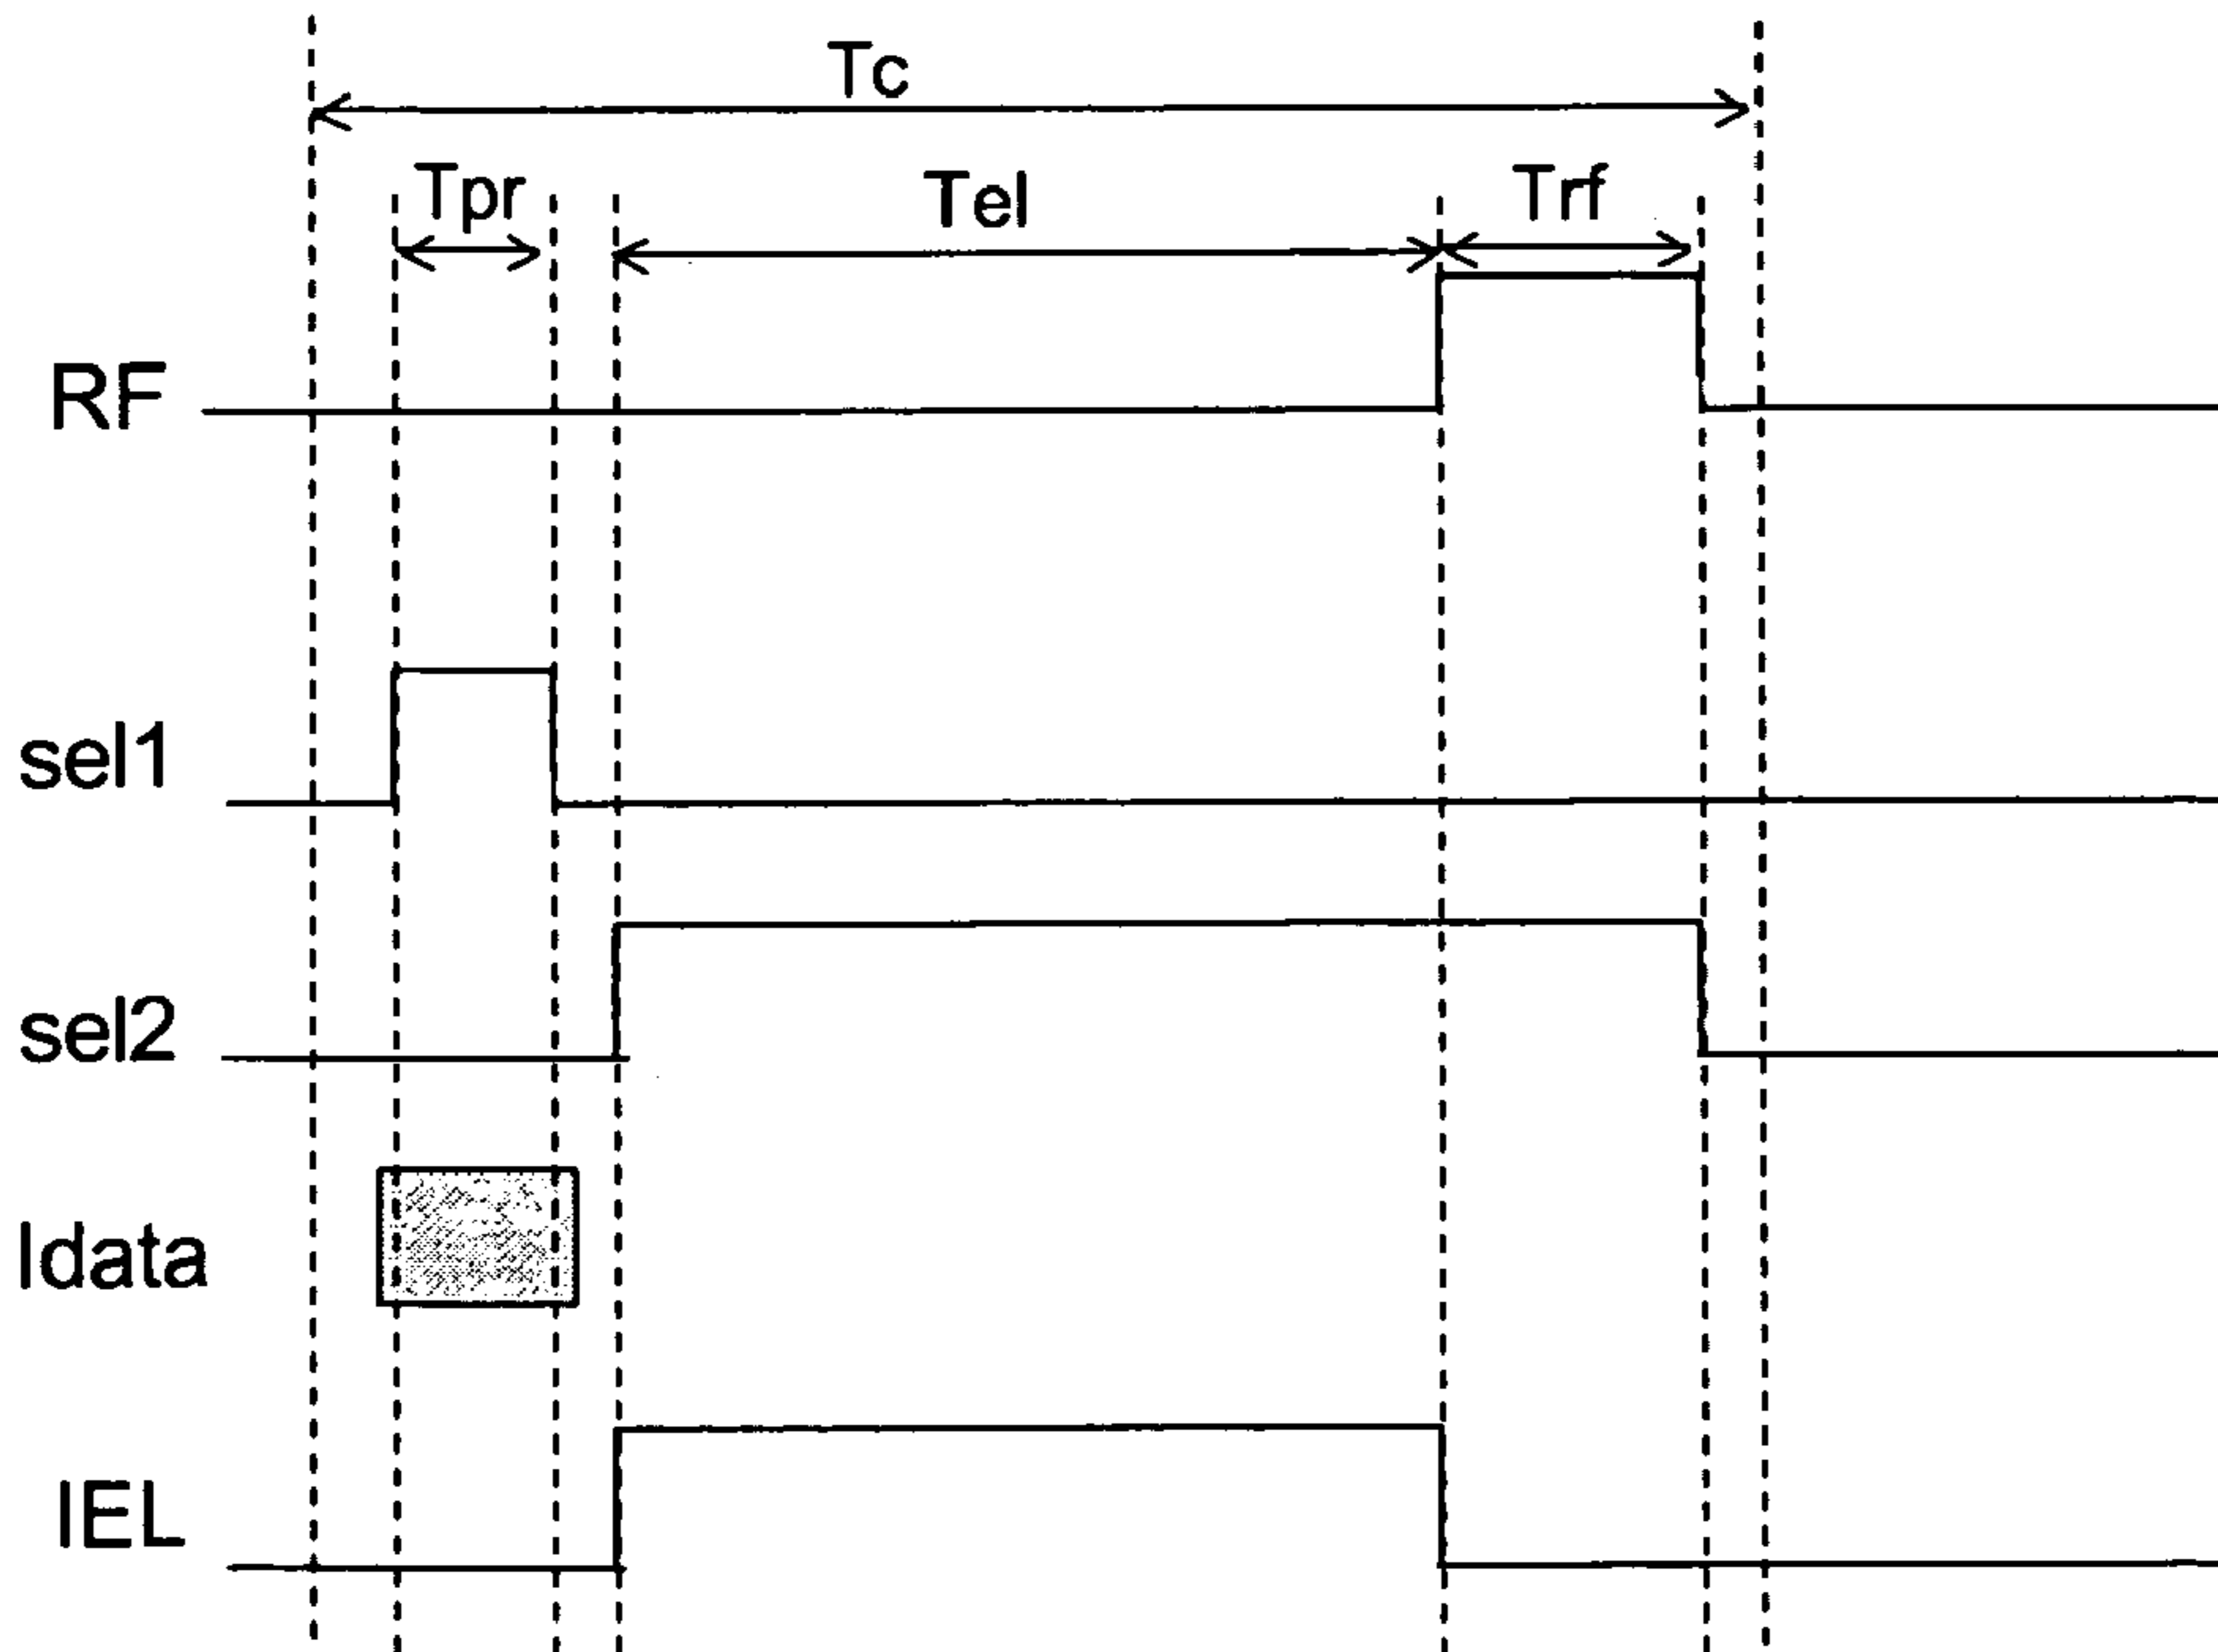 Tc
Tpr Tel Trf
RF
sel1
sel2
Idata
IEL